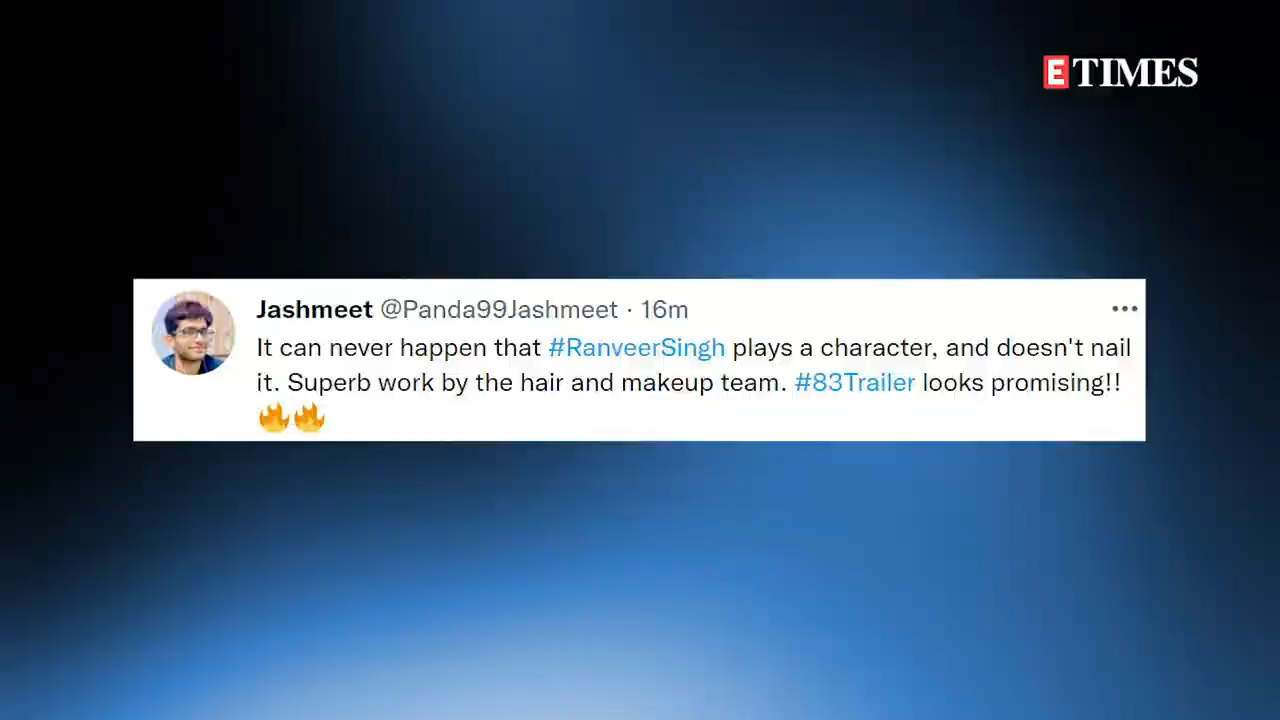 ETIMES
Jashmeet @Panda99Jashmeet · 16m
It can never happen that #RanveerSingh plays a character, and doesn't nail
it. Superb work by the hair and makeup team. #83Trailer looks promising!!
🔥🔥